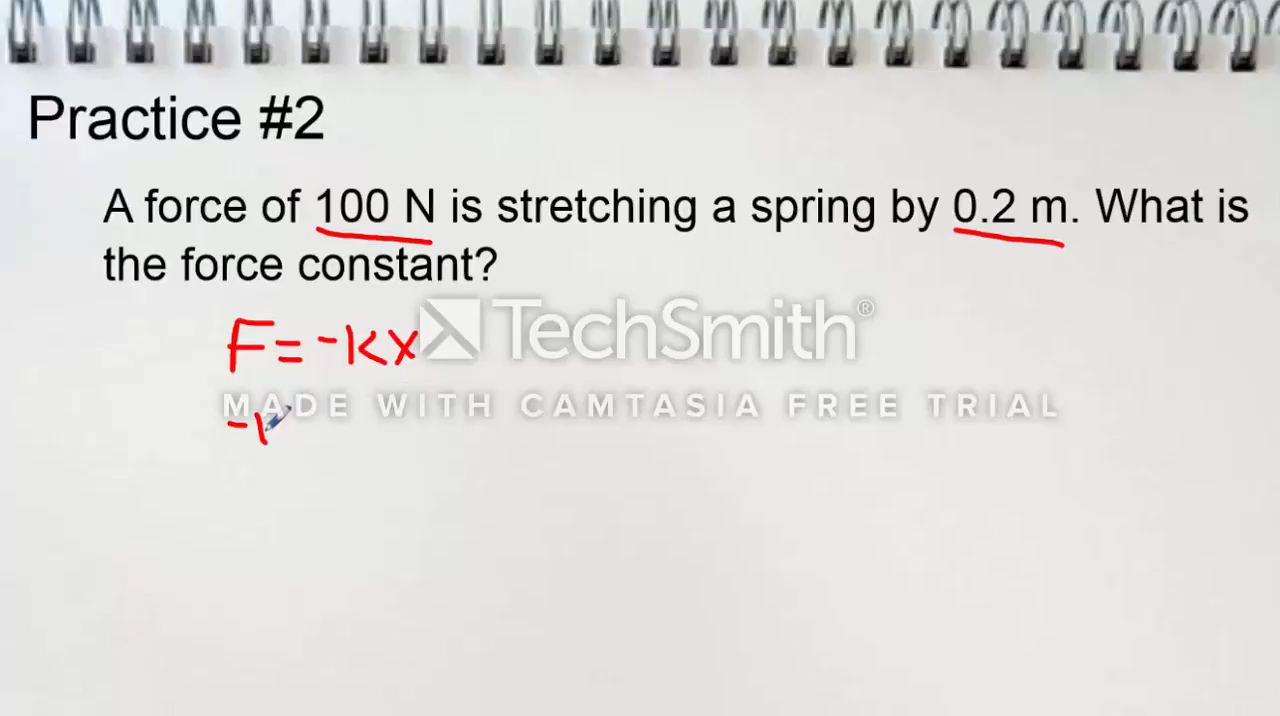 Practice #2
A force of 100 N is stretching a spring by 0.2 m. What is
the force constant?
F = -kx
TechSmith®
MADE WITH CAMTASIA FREE TRIAL
-1